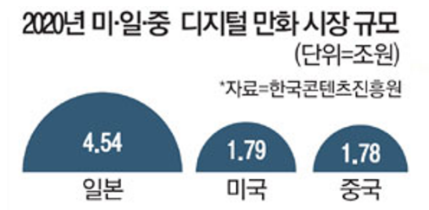 2020년 미·일·중 디지털 만화 시장 규모
(단위=조원)
*자료=한국콘텐츠진흥원
4.54 1.79 1.78
일본 미국 중국